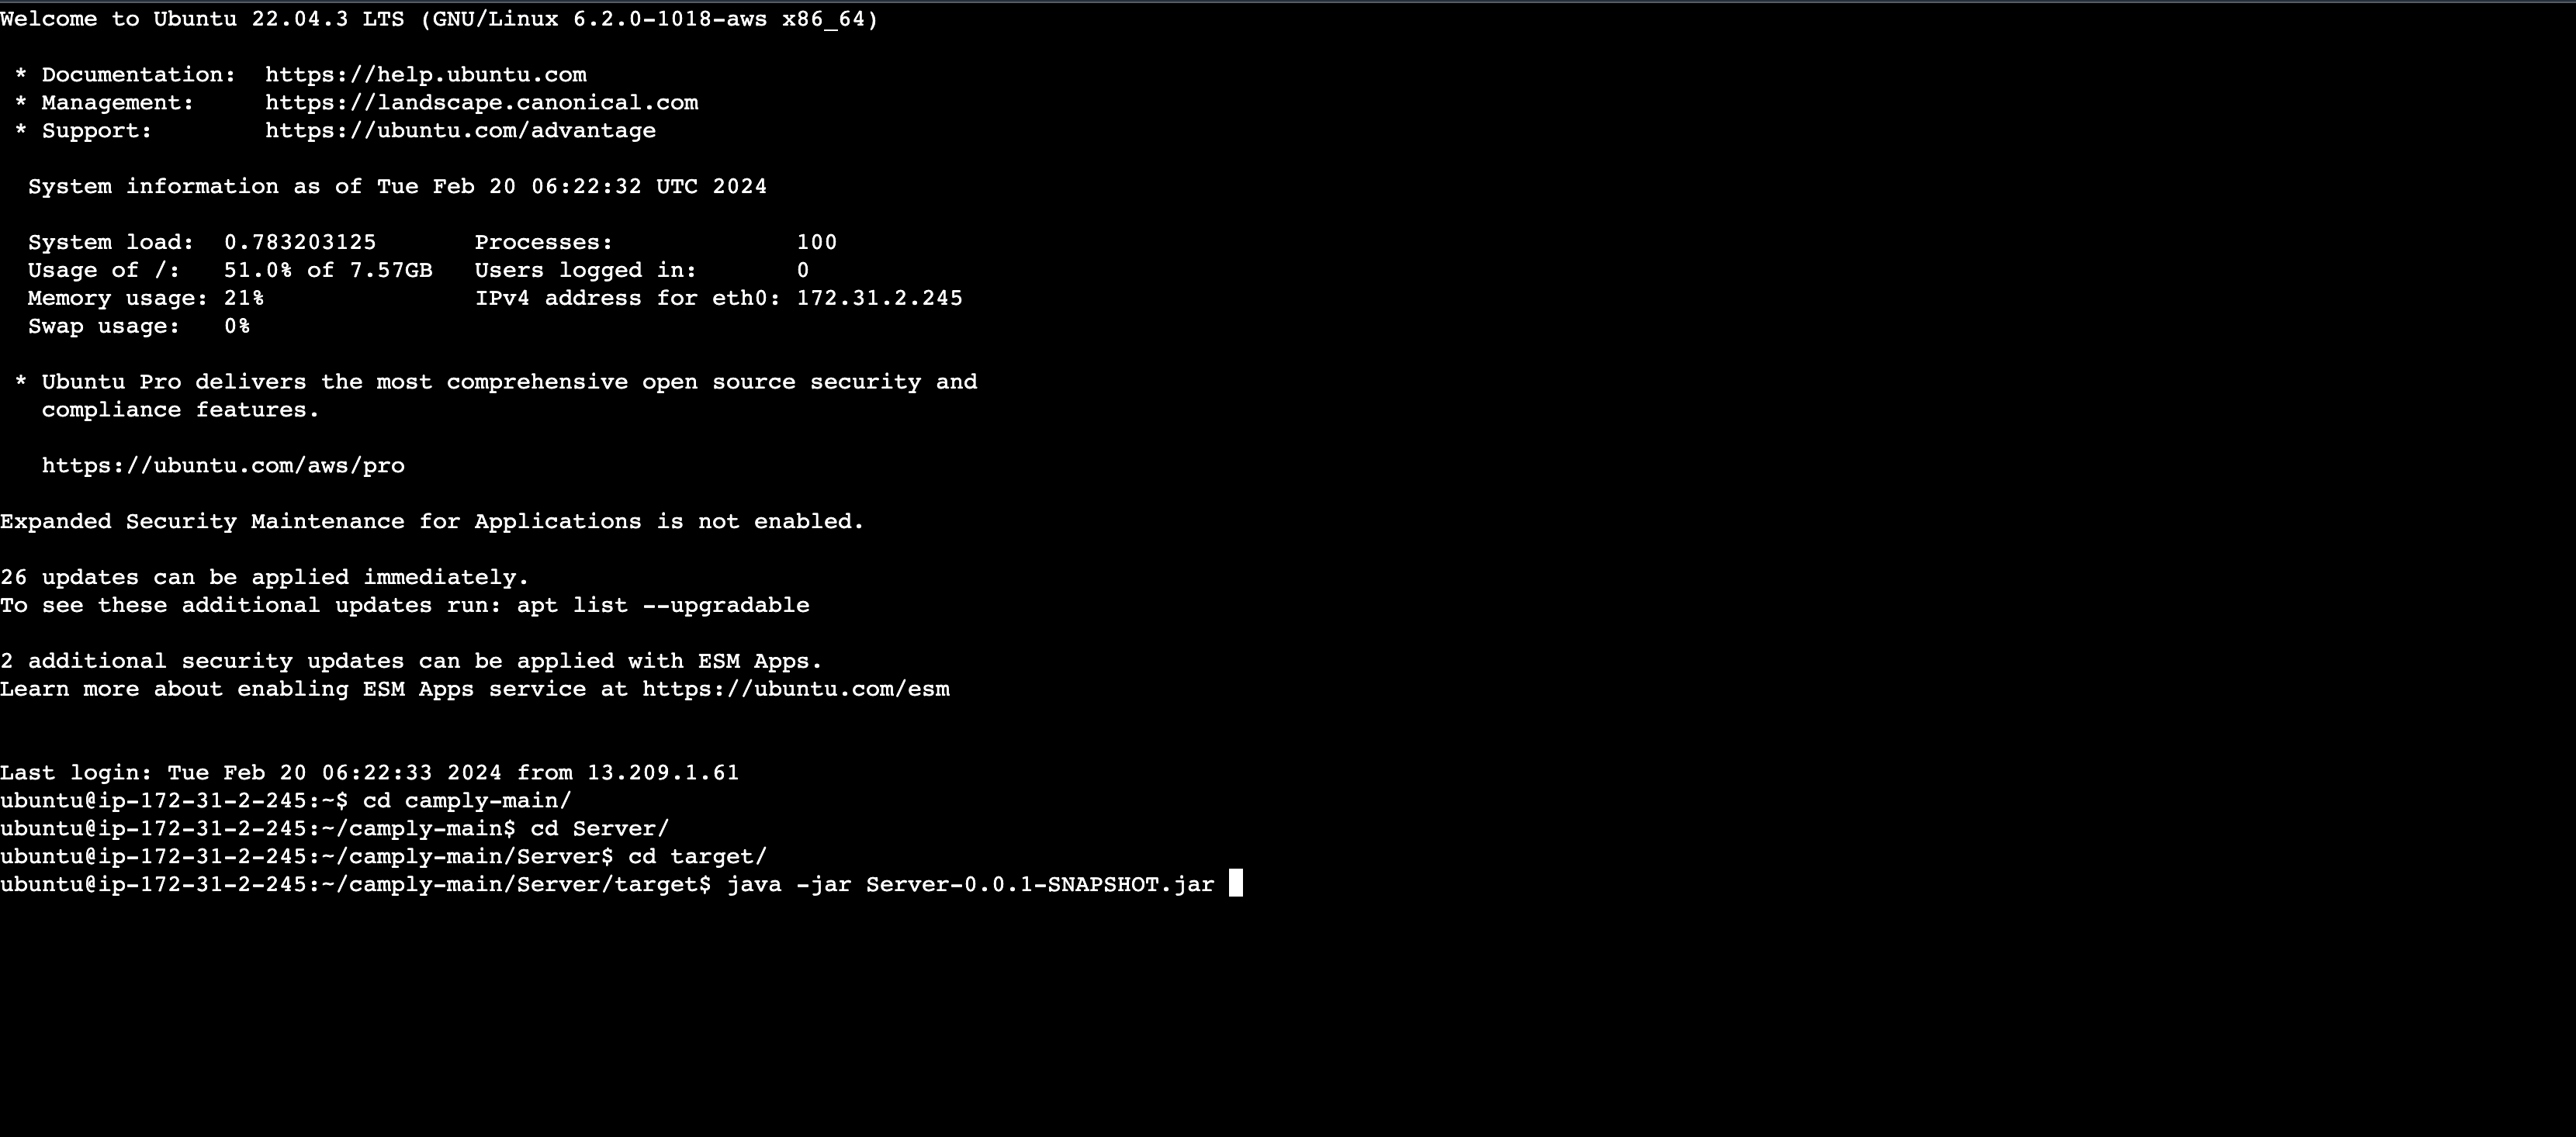 Welcome to Ubuntu 22.04.3 LTS (GNU/Linux 6.2.0-1018-aws x86_64)
* Documentation: https://help.ubuntu.com
* Management: https://landscape.canonical.com
* Support: https://ubuntu.com/advantage
System information as of Tue Feb 20 06:22:32 UTC 2024
System load: 0.783203125 Processes: 100
Usage of /: 51.0% of 7.57GB Users logged in: 0
Memory usage: 21% IPv4 address for eth0: 172.31.2.245
Swap usage: 0%
* Ubuntu Pro delivers the most comprehensive open source security and
compliance features.
https://ubuntu.com/aws/pro
Expanded Security Maintenance for Applications is not enabled.
26 updates can be applied immediately.
To see these additional updates run: apt list --upgradable
2 additional security updates can be applied with ESM Apps.
Learn more about enabling ESM Apps service at https://ubuntu.com/esm
Last login: Tue Feb 20 06:22:33 2024 from 13.209.1.61
ubuntu@ip-172-31-2-245:~$ cd camply-main/
ubuntu@ip-172-31-2-245:~/camply-main$ cd Server/
ubuntu@ip-172-31-2-245:~/camply-main/Server$ cd target/
ubuntu@ip-172-31-2-245:~/camply-main/Server/target$ java -jar Server-0.0.1-SNAPSHOT.jar